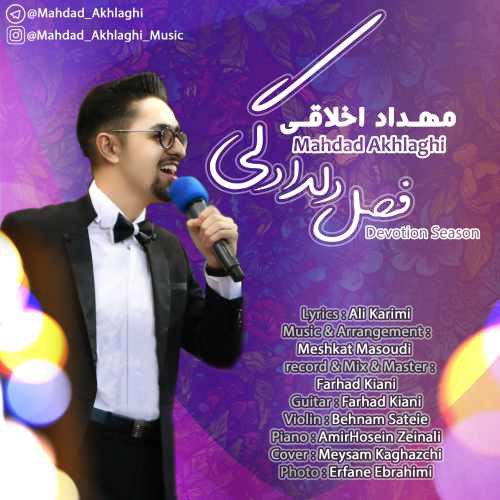 @Mahdad_Akhlaghi
@Mahdad_Akhlaghi_Music
مهداد اخلاقی
Mahdad Akhlaghi
فصل دلدادگی
Devotion Season
Lyrics : Ali Karimi
Music & Arrangement :
Meshkat Masoudi
record & Mix & Master :
Farhad Kiani
Guitar : Farhad Kiani
Violin : Behnam Sateie
Piano : AmirHosein Zeinali
Cover : Meysam Kaghazchi
Photo : Erfane Ebrahimi